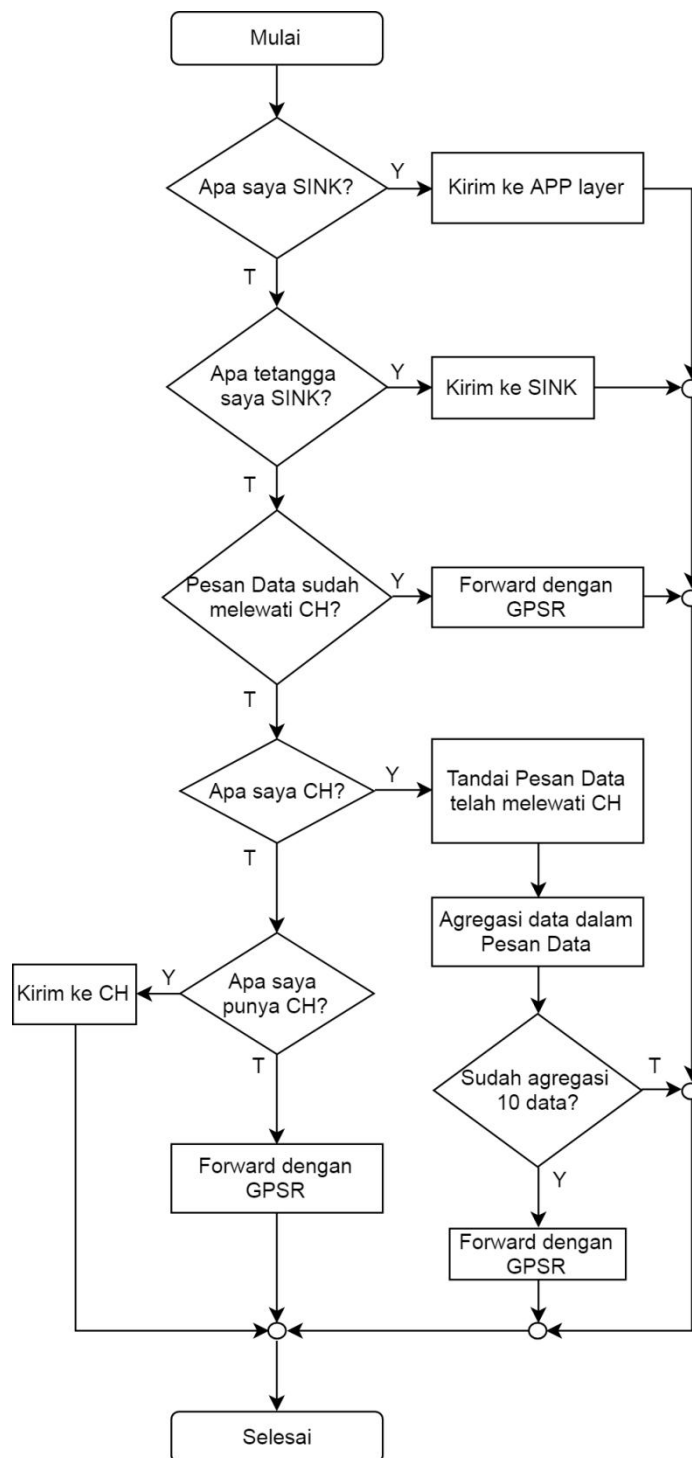 Mulai
Apa saya SINK?
Y
Kirim ke APP layer
T
Apa tetangga
saya SINK?
Y
Kirim ke SINK
T
Pesan Data sudah
melewati CH?
Y
Forward dengan
GPSR
T
Apa saya CH?
Y
Tandai Pesan Data
telah melewati CH
T
Agregasi data dalam
Pesan Data
Kirim ke CH
Y
Apa saya
punya CH?
T
Sudah agregasi
10 data?
T
Y
Forward dengan
GPSR
Forward dengan
GPSR
Selesai